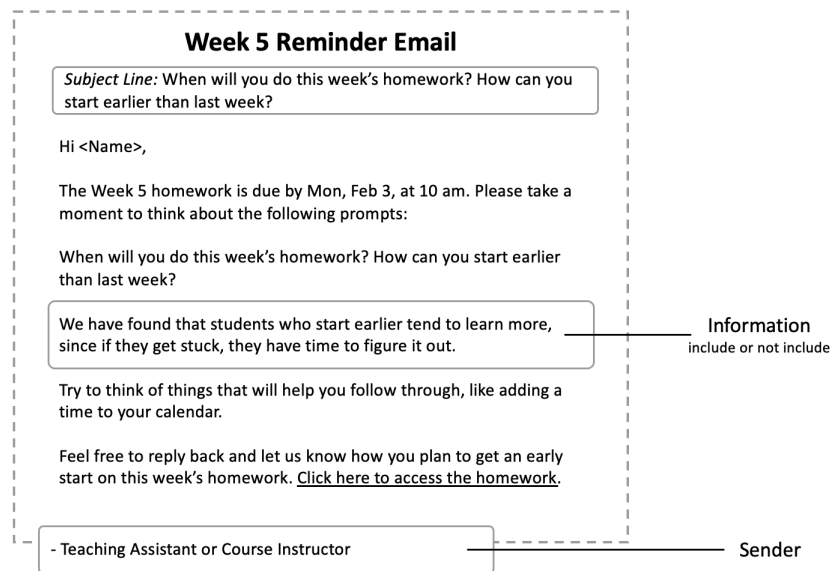 Week 5 Reminder Email
Subject Line: When will you do this week’s homework? How can you
start earlier than last week?
Hi <Name>,
The Week 5 homework is due by Mon, Feb 3, at 10 am. Please take a
moment to think about the following prompts:
When will you do this week’s homework? How can you start earlier
than last week?
We have found that students who start earlier tend to learn more,
since if they get stuck, they have time to figure it out.
Information
include or not include
Try to think of things that will help you follow through, like adding a
time to your calendar.
Feel free to reply back and let us know how you plan to get an early
start on this week’s homework. Click here to access the homework.
- Teaching Assistant or Course Instructor
Sender